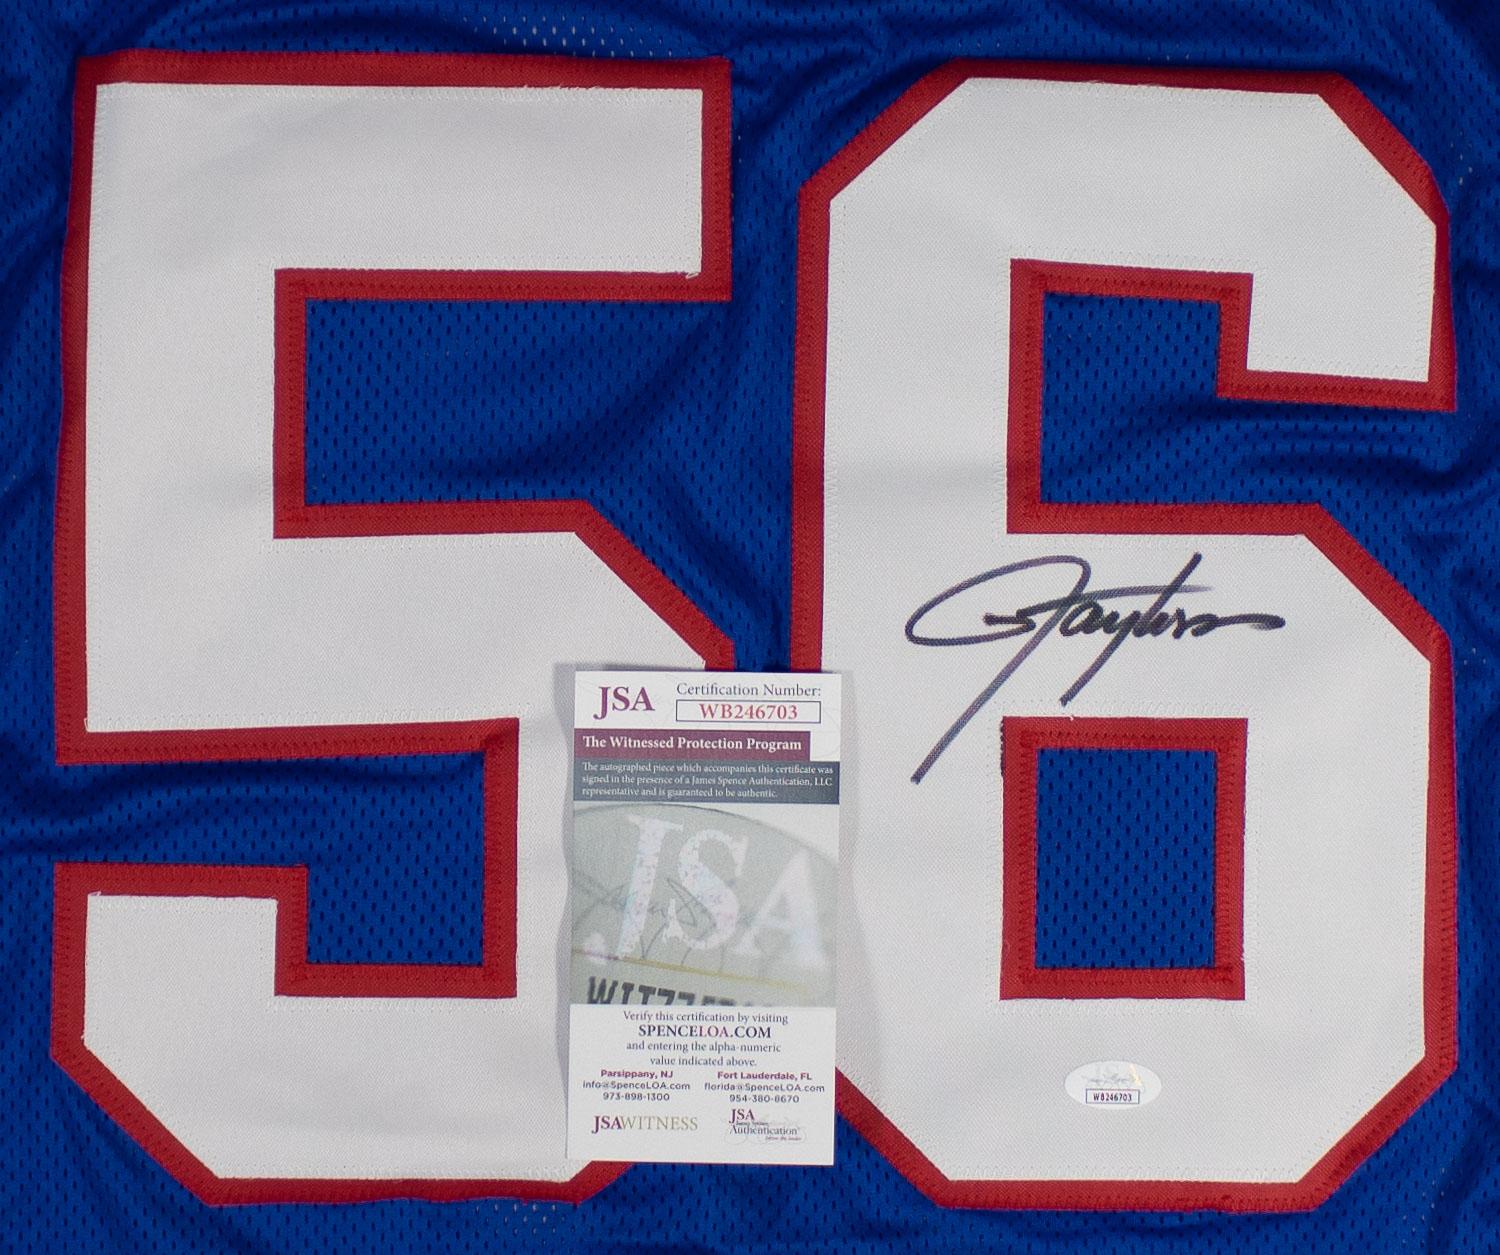 56
Taylor
JSA
Certification Number:
WB246703
The Witnessed Protection Program
The autographed piece which accompanies this certificate was
signed in the presence of a James Spence Authentication, LLC
representative and is guaranteed to be authentic.
JSA
Verify this certification by visiting
SPENCELOA.COM
and entering the alpha-numeric
value indicated above.
Parsippany, NJ
info@SpenceLOA.com
973-898-1300
Fort Lauderdale, FL
florida@SpenceLOA.com
954-380-8670
JSAWITNESS
JSA
James Spence
Authentication
WB246703